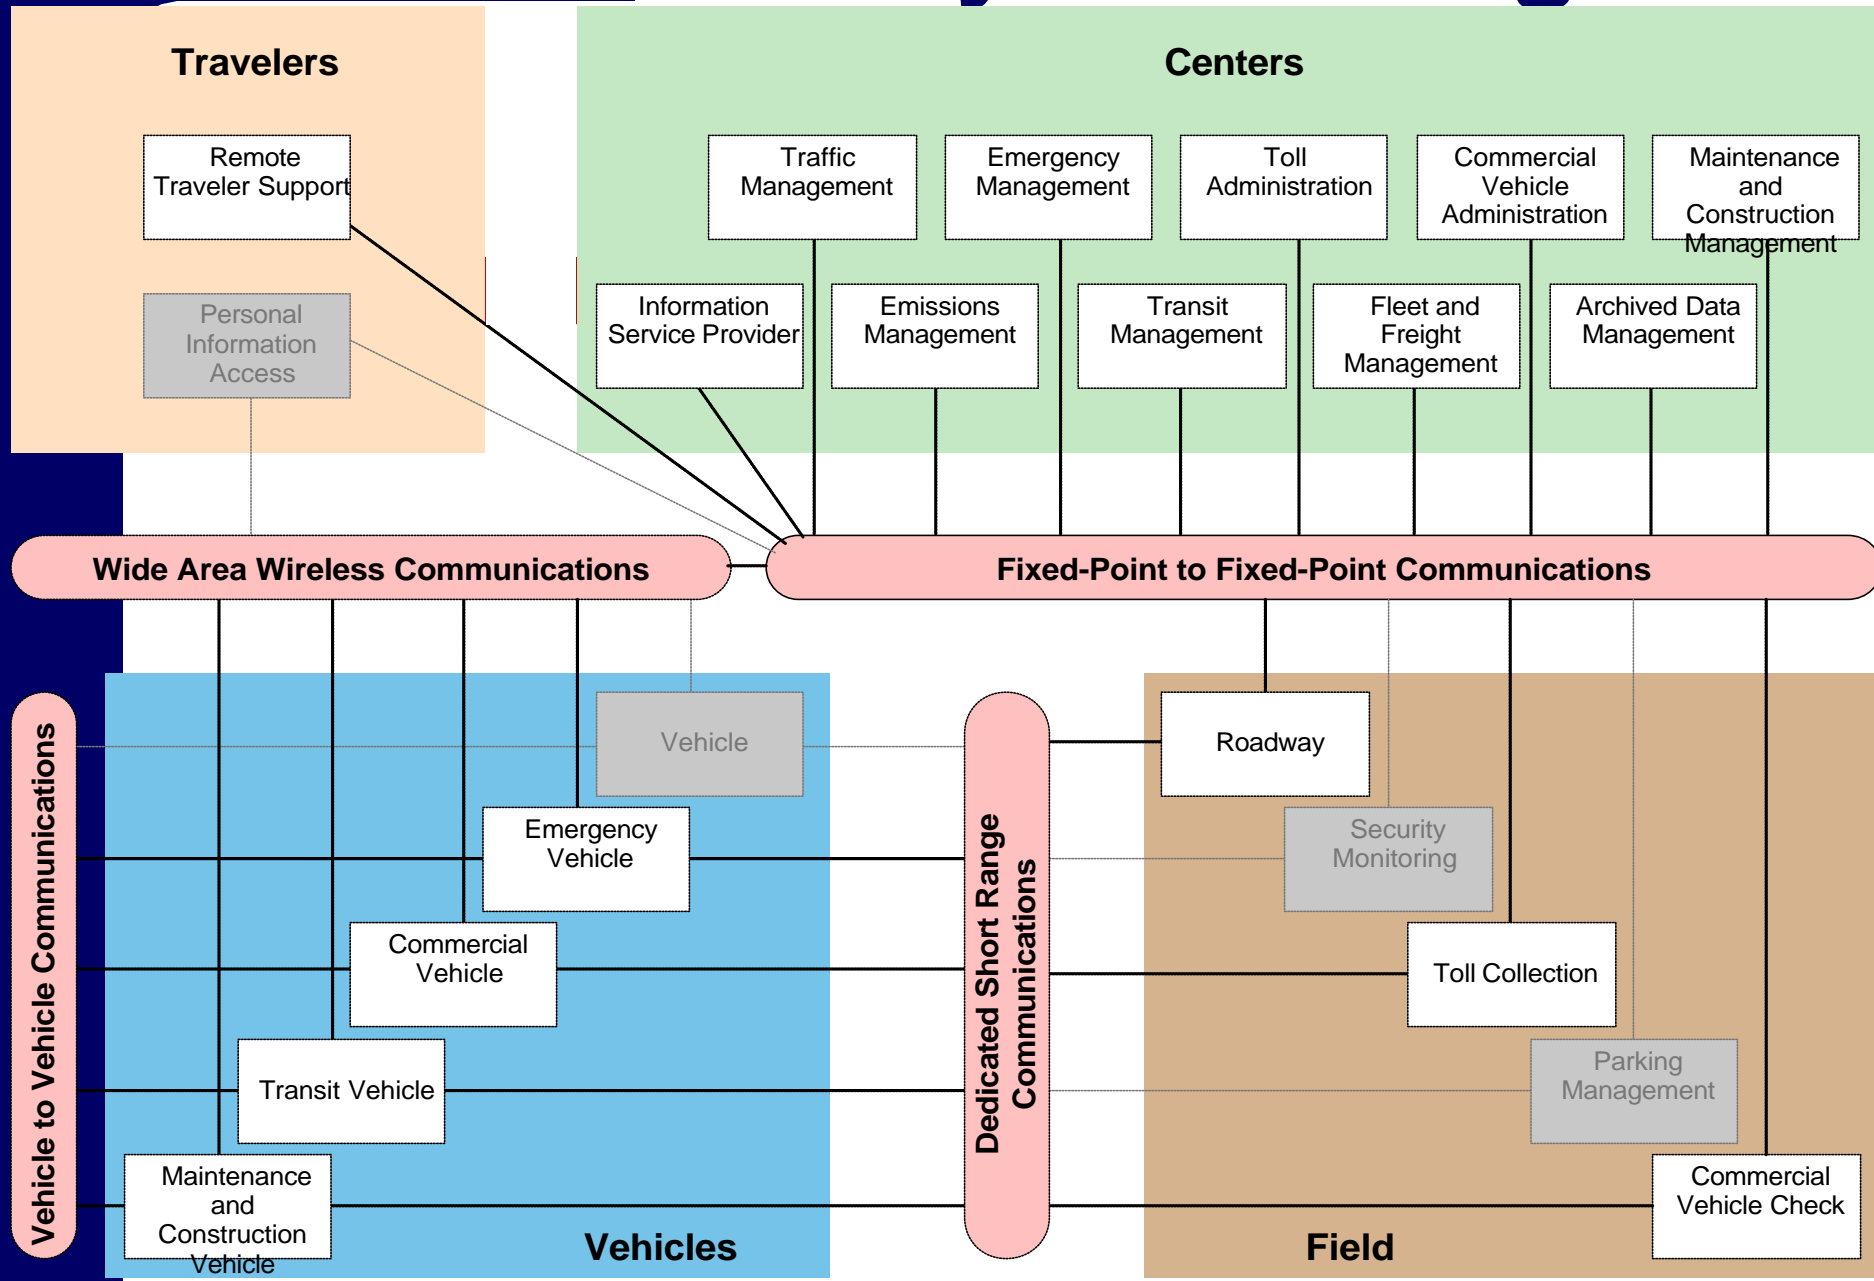 Travelers
Centers
Remote
Traveler Support
Traffic
Management
Emergency
Management
Toll
Administration
Commercial
Vehicle
Administration
Maintenance
and
Construction
Management
Personal
Information
Access
Information
Service Provider
Emissions
Management
Transit
Management
Fleet and
Freight
Management
Archived Data
Management
Wide Area Wireless Communications
Fixed-Point to Fixed-Point Communications
Vehicle to Vehicle Communications
Vehicle
Emergency
Vehicle
Commercial
Vehicle
Transit Vehicle
Maintenance
and
Construction
Vehicle
Vehicles
Dedicated Short Range
Communications
Roadway
Security
Monitoring
Toll Collection
Parking
Management
Commercial
Vehicle Check
Field